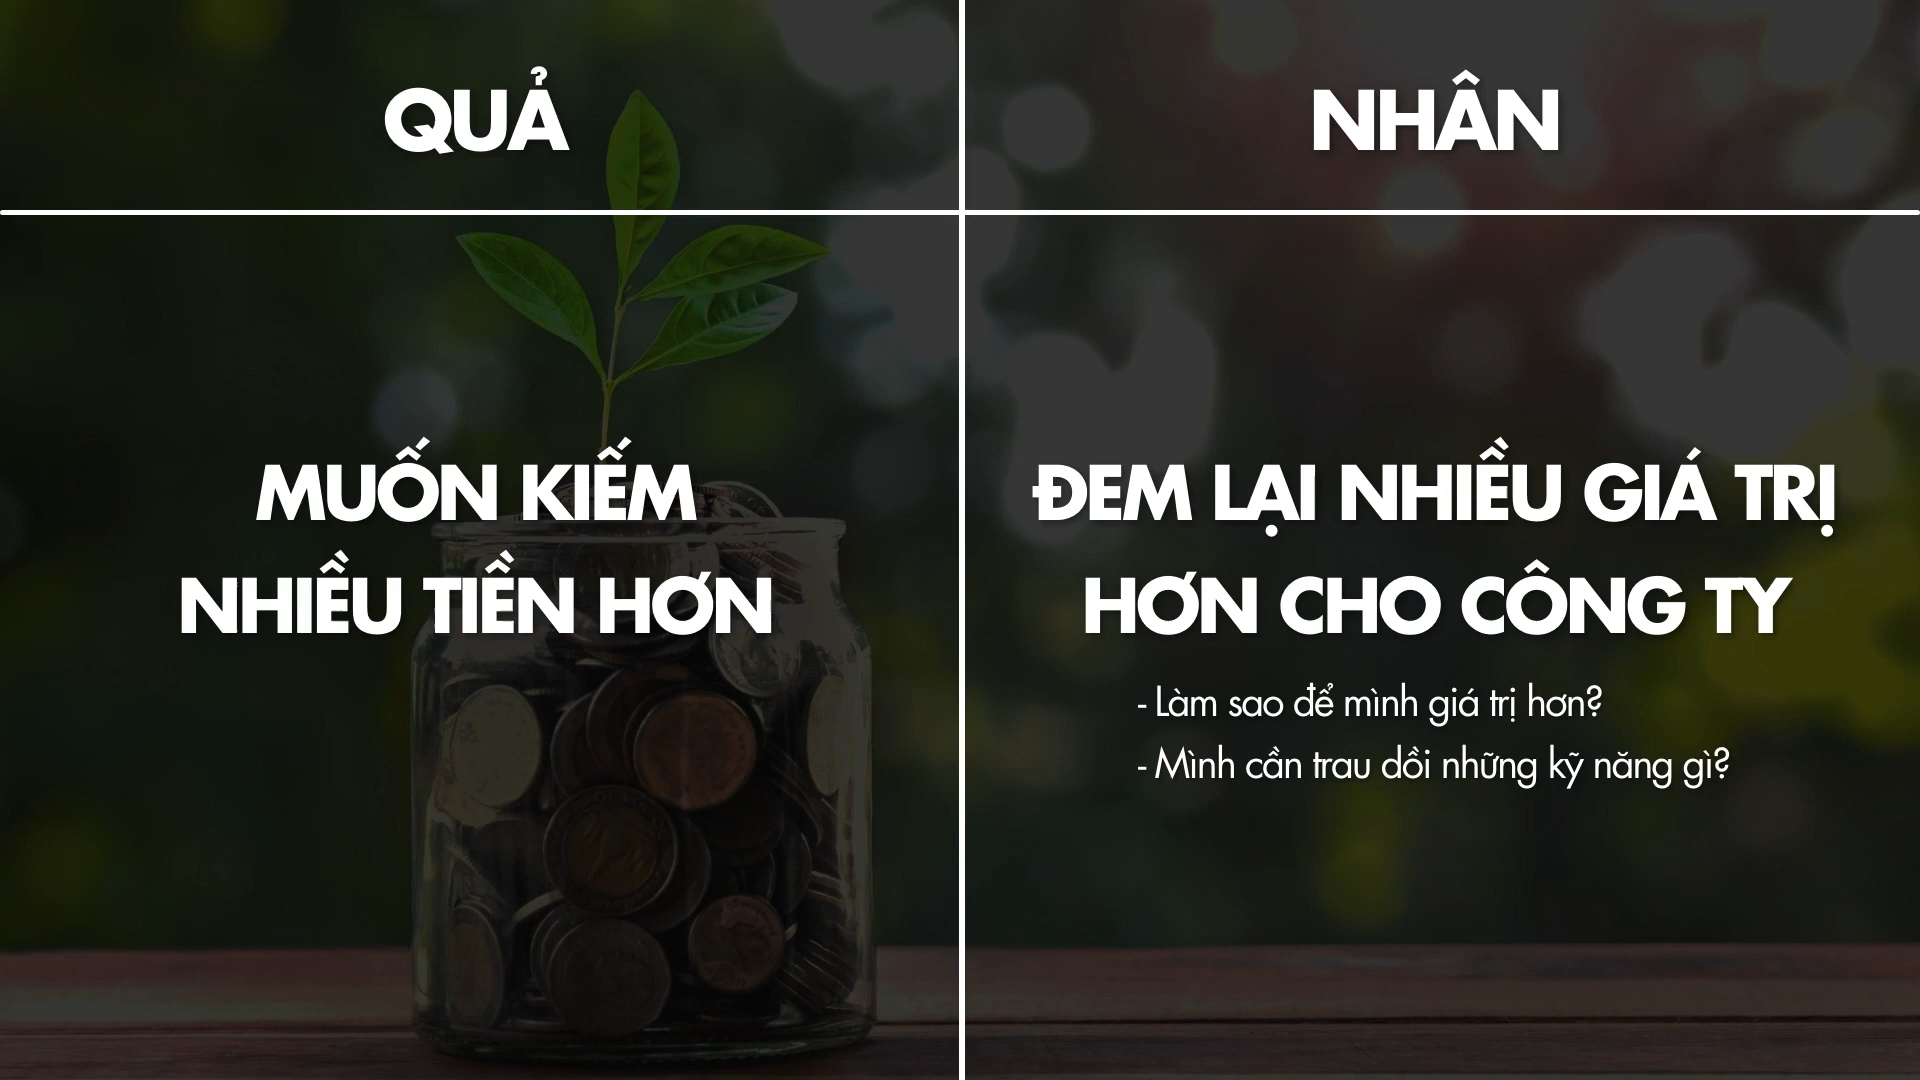 QUẢ
NHÂN
MUỐN KIẾM
NHIỀU TIỀN HƠN
ĐEM LẠI NHIỀU GIÁ TRỊ
HƠN CHO CÔNG TY
- Làm sao để mình giá trị hơn?
- Mình cần trau dồi những kỹ năng gì?